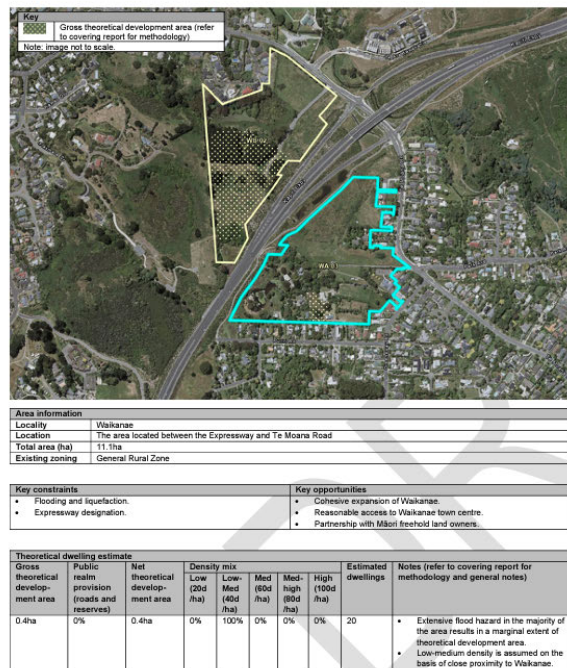 Key
Gross theoretical development area (refer
to covering report for methodology)
Note: image not to scale.
Area information
Locality Waikanae
Location The area located between the Expressway and Te Moana Road
Total area (ha) 11.1ha
Existing zoning General Rural Zone
Key constraints
• Flooding and liquefaction.
• Expressway designation.
Key opportunities
• Cohesive expansion of Waikanae.
• Reasonable access to Waikanae town centre.
• Partnership with Māori freehold land owners.
Theoretical dwelling estimate
Gross
theoretical
develop-
ment area
Public
realm
provision
(roads and
reserves)
Net
theoretical
develop-
ment area
Density mix
Low
(20d
/ha)
Low-
Med
(40d
/ha)
Med
(60d
/ha)
Med-
high
(80d
/ha)
High
(100d
/ha)
Estimated
dwellings
Notes (refer to covering report for
methodology and general notes)
0.4ha 0% 0.4ha 0% 100% 0% 0% 0% 20
• Extensive flood hazard in the majority of
the area results in a marginal extent of
theoretical development area.
• Low-medium density is assumed on the
basis of close proximity to Waikanae.